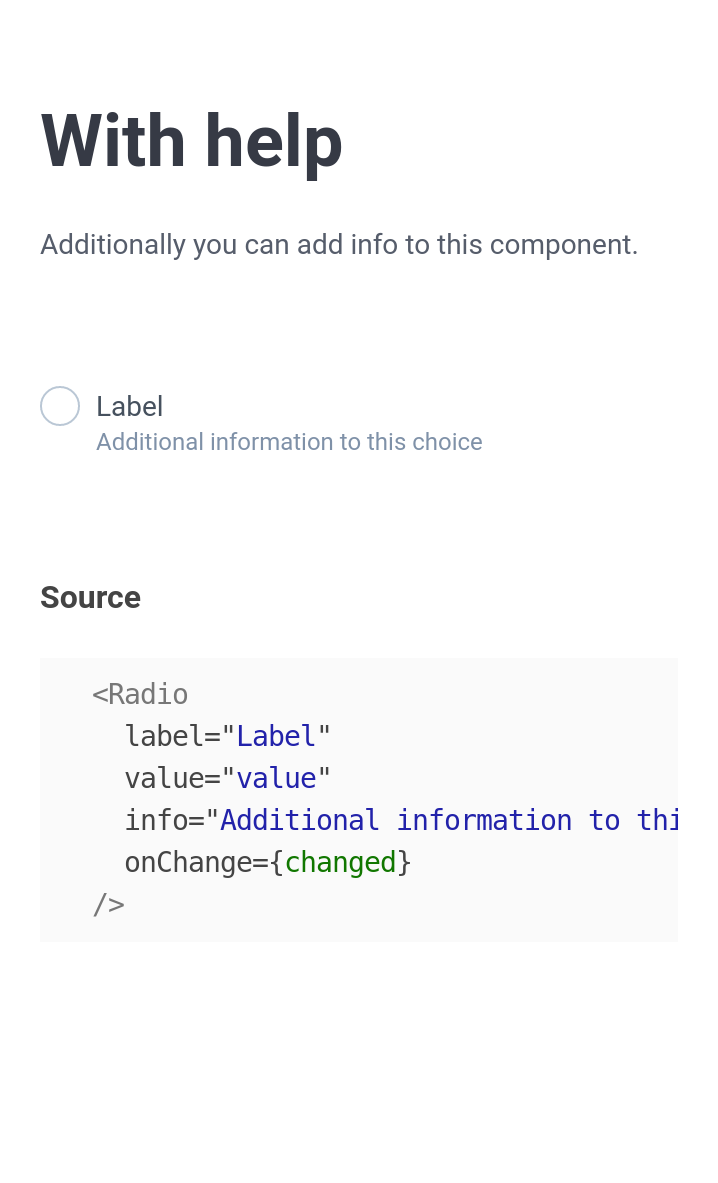 With help
Additionally you can add info to this component.
Label
Additional information to this choice
Source
<Radio
label="Label"
value="value"
info="Additional information to thi
onChange={changed}
/>